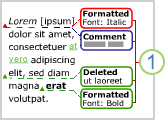 Lorem [ipsum]
dolor sit amet,
consectetuer at
vero adipiscing
elit, sed diam
magna erat
volutpat.
Formatted
Font: Italic
Comment
Deleted
ut laoreet
Formatted
Font: Bold
1